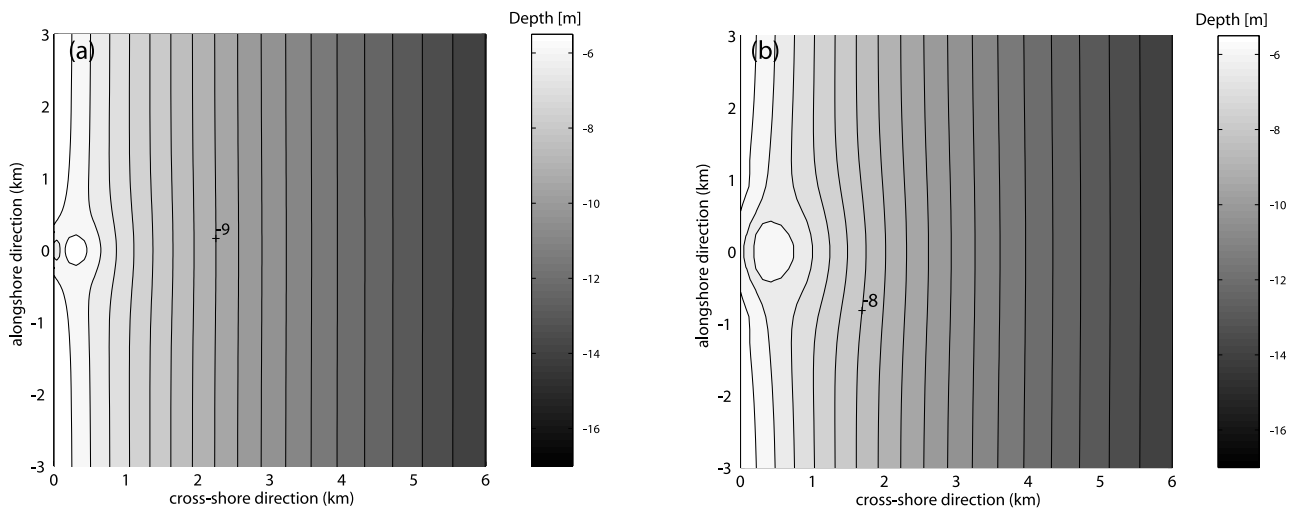 Depth [m]
(a)
3
2
1
0
-1
-2
-3
alongshore direction (km)
-9
0 1 2 3 4 5 6
cross-shore direction (km)
-6
-8
-10
-12
-14
-16
Depth [m]
(b)
3
2
1
0
-1
-2
-3
alongshore direction (km)
-8
0 1 2 3 4 5 6
cross-shore direction (km)
-6
-8
-10
-12
-14
-16